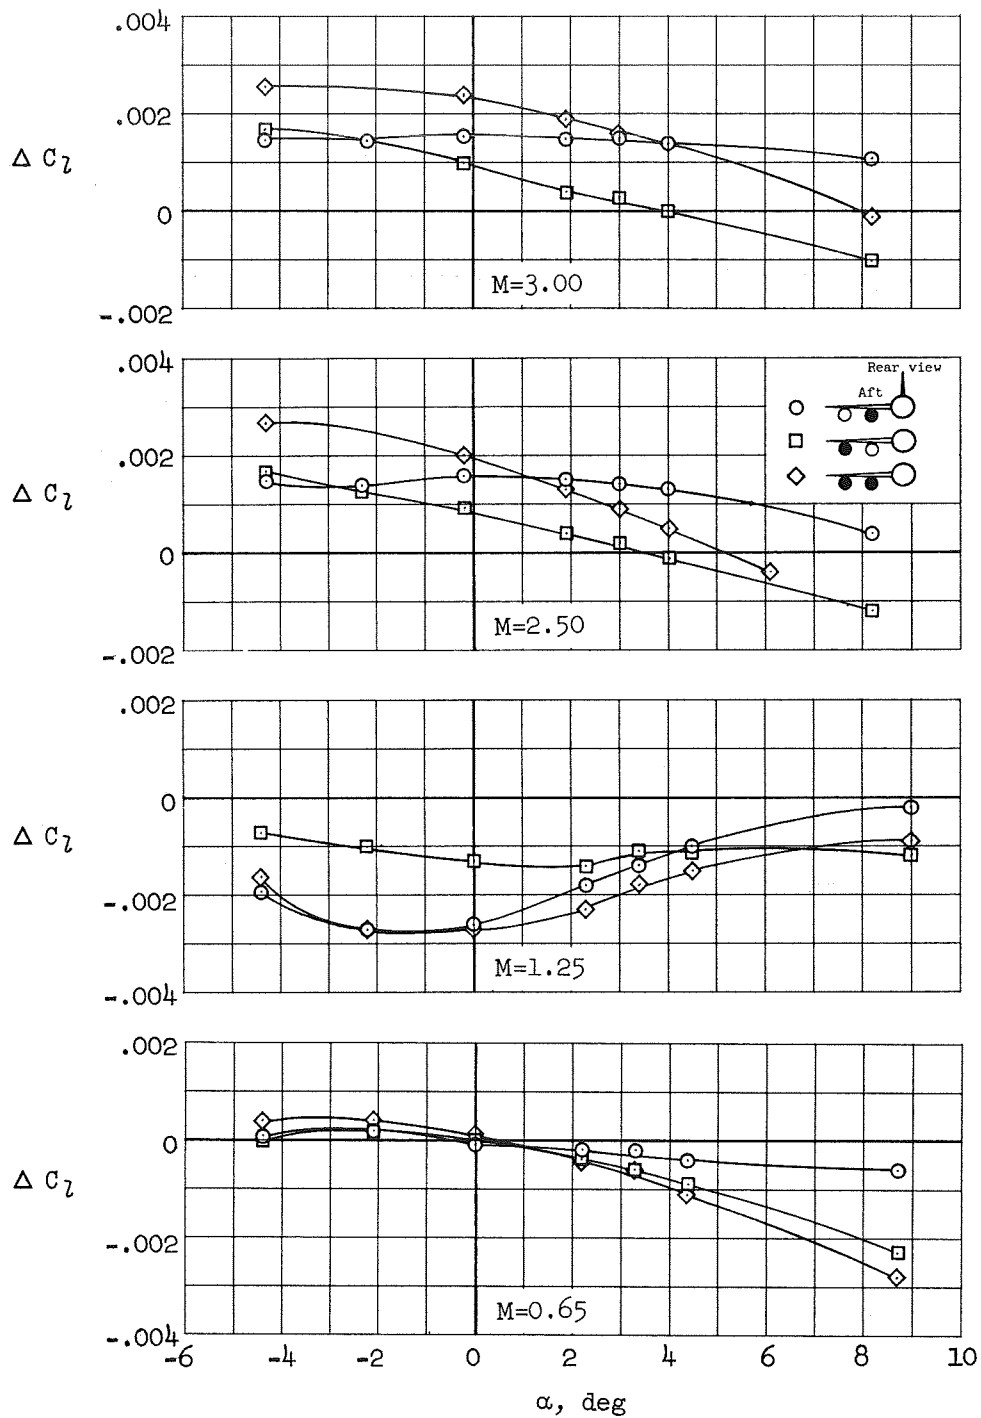 .004
.002
Δ C_l
0
M=3.00
-.002
.004
Rear view
Aft
.002
Δ C_l
0
M=2.50
-.002
.002
0
Δ C_l
-.002
M=1.25
-.004
.002
0
Δ C_l
-.002
M=0.65
-.004
-6 -4 -2 0 2 4 6 8 10
α, deg